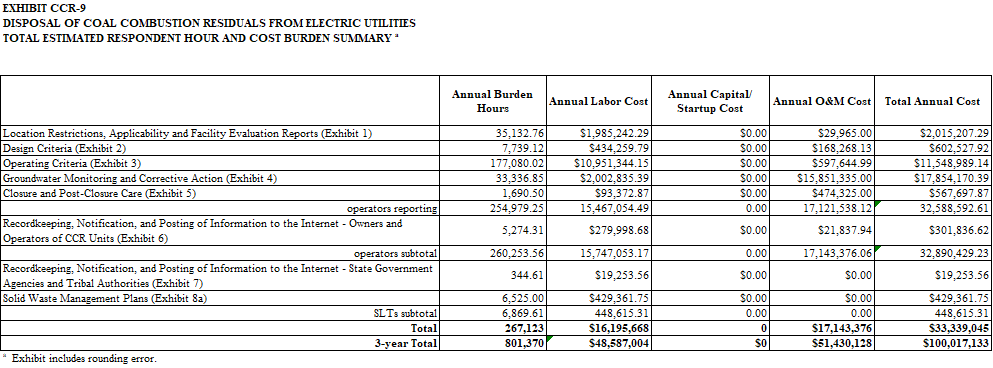 EXHIBIT CCR-9
DISPOSAL OF COAL COMBUSTION RESIDUALS FROM ELECTRIC UTILITIES
TOTAL ESTIMATED RESPONDENT HOUR AND COST BURDEN SUMMARY ᵃ
Annual Burden Hours Annual Labor Cost Annual Capital/ Startup Cost Annual O&M Cost Total Annual Cost
Location Restrictions, Applicability and Facility Evaluation Reports (Exhibit 1) 35,132.76 $1,985,242.29 $0.00 $29,965.00 $2,015,207.29
Design Criteria (Exhibit 2) 7,739.12 $434,259.79 $0.00 $168,268.13 $602,527.92
Operating Criteria (Exhibit 3) 177,080.02 $10,951,344.15 $0.00 $597,644.99 $11,548,989.14
Groundwater Monitoring and Corrective Action (Exhibit 4) 33,336.85 $2,002,835.39 $0.00 $15,851,335.00 $17,854,170.39
Closure and Post-Closure Care (Exhibit 5) 1,690.50 $93,372.87 $0.00 $474,325.00 $567,697.87
operators reporting 254,979.25 15,467,054.49 0.00 17,121,538.12 32,588,592.61
Recordkeeping, Notification, and Posting of Information to the Internet - Owners and
Operators of CCR Units (Exhibit 6) 5,274.31 $279,998.68 $0.00 $21,837.94 $301,836.62
operators subtotal 260,253.56 15,747,053.17 0.00 17,143,376.06 32,890,429.23
Recordkeeping, Notification, and Posting of Information to the Internet - State Government
Agencies and Tribal Authorities (Exhibit 7) 344.61 $19,253.56 $0.00 $0.00 $19,253.56
Solid Waste Management Plans (Exhibit 8a) 6,525.00 $429,361.75 $0.00 $0.00 $429,361.75
SLTs subtotal 6,869.61 448,615.31 0.00 0.00 448,615.31
Total 267,123 $16,195,668 0 $17,143,376 $33,339,045
3-year Total 801,370 $48,587,004 $0 $51,430,128 $100,017,133
ᵃ Exhibit includes rounding error.